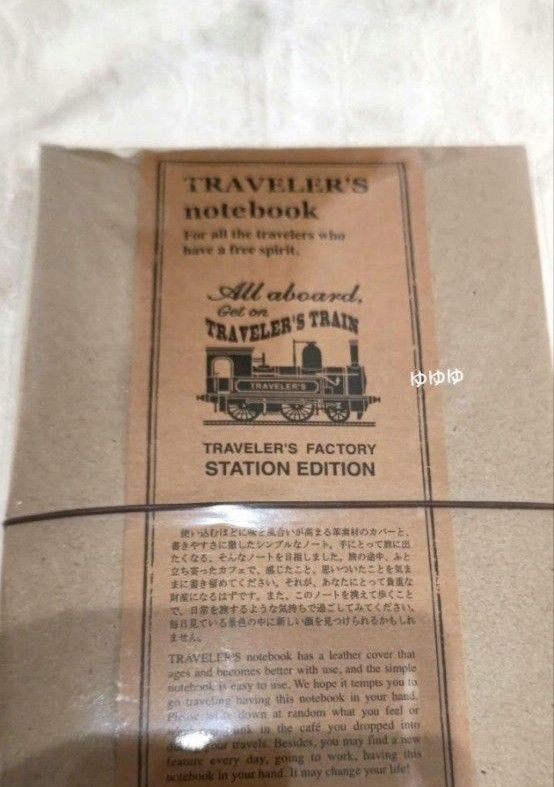 TRAVELER'S
notebook
For all the travelers who
have a free spirit.
All aboard,
Get on
TRAVELER'S TRAIN
TRAVELER'S
ゆゆゆ
TRAVELER'S FACTORY
STATION EDITION
使い込むほどに味と風合いが高まる革素材のカバーと、
書きやすさに徹したシンプルなノート。手にとって旅に出
たくなる。そんなノートを目指しました。旅の途中、ふと
立ち寄ったカフェで、感じたこと、思いついたことを気ま
まに書き留めてください。それが、あなたにとって貴重な
財産になるはずです。また、このノートを携えて歩くこと
で、日常を旅するような気持ちで過ごしてみてください。
毎日見ている景色の中に新しい顔を見つけられるかもしれ
ません。
TRAVELER'S notebook has a leather cover that
ages and becomes better with use, and the simple
notebook is easy to use. We hope it tempts you to
go traveling having this notebook in your hand.
Please down at random what you feel or
in the café you dropped into
your travels. Besides, you may find a new
feature every day, going to work, having this
notebook in your hand. It may change your life!